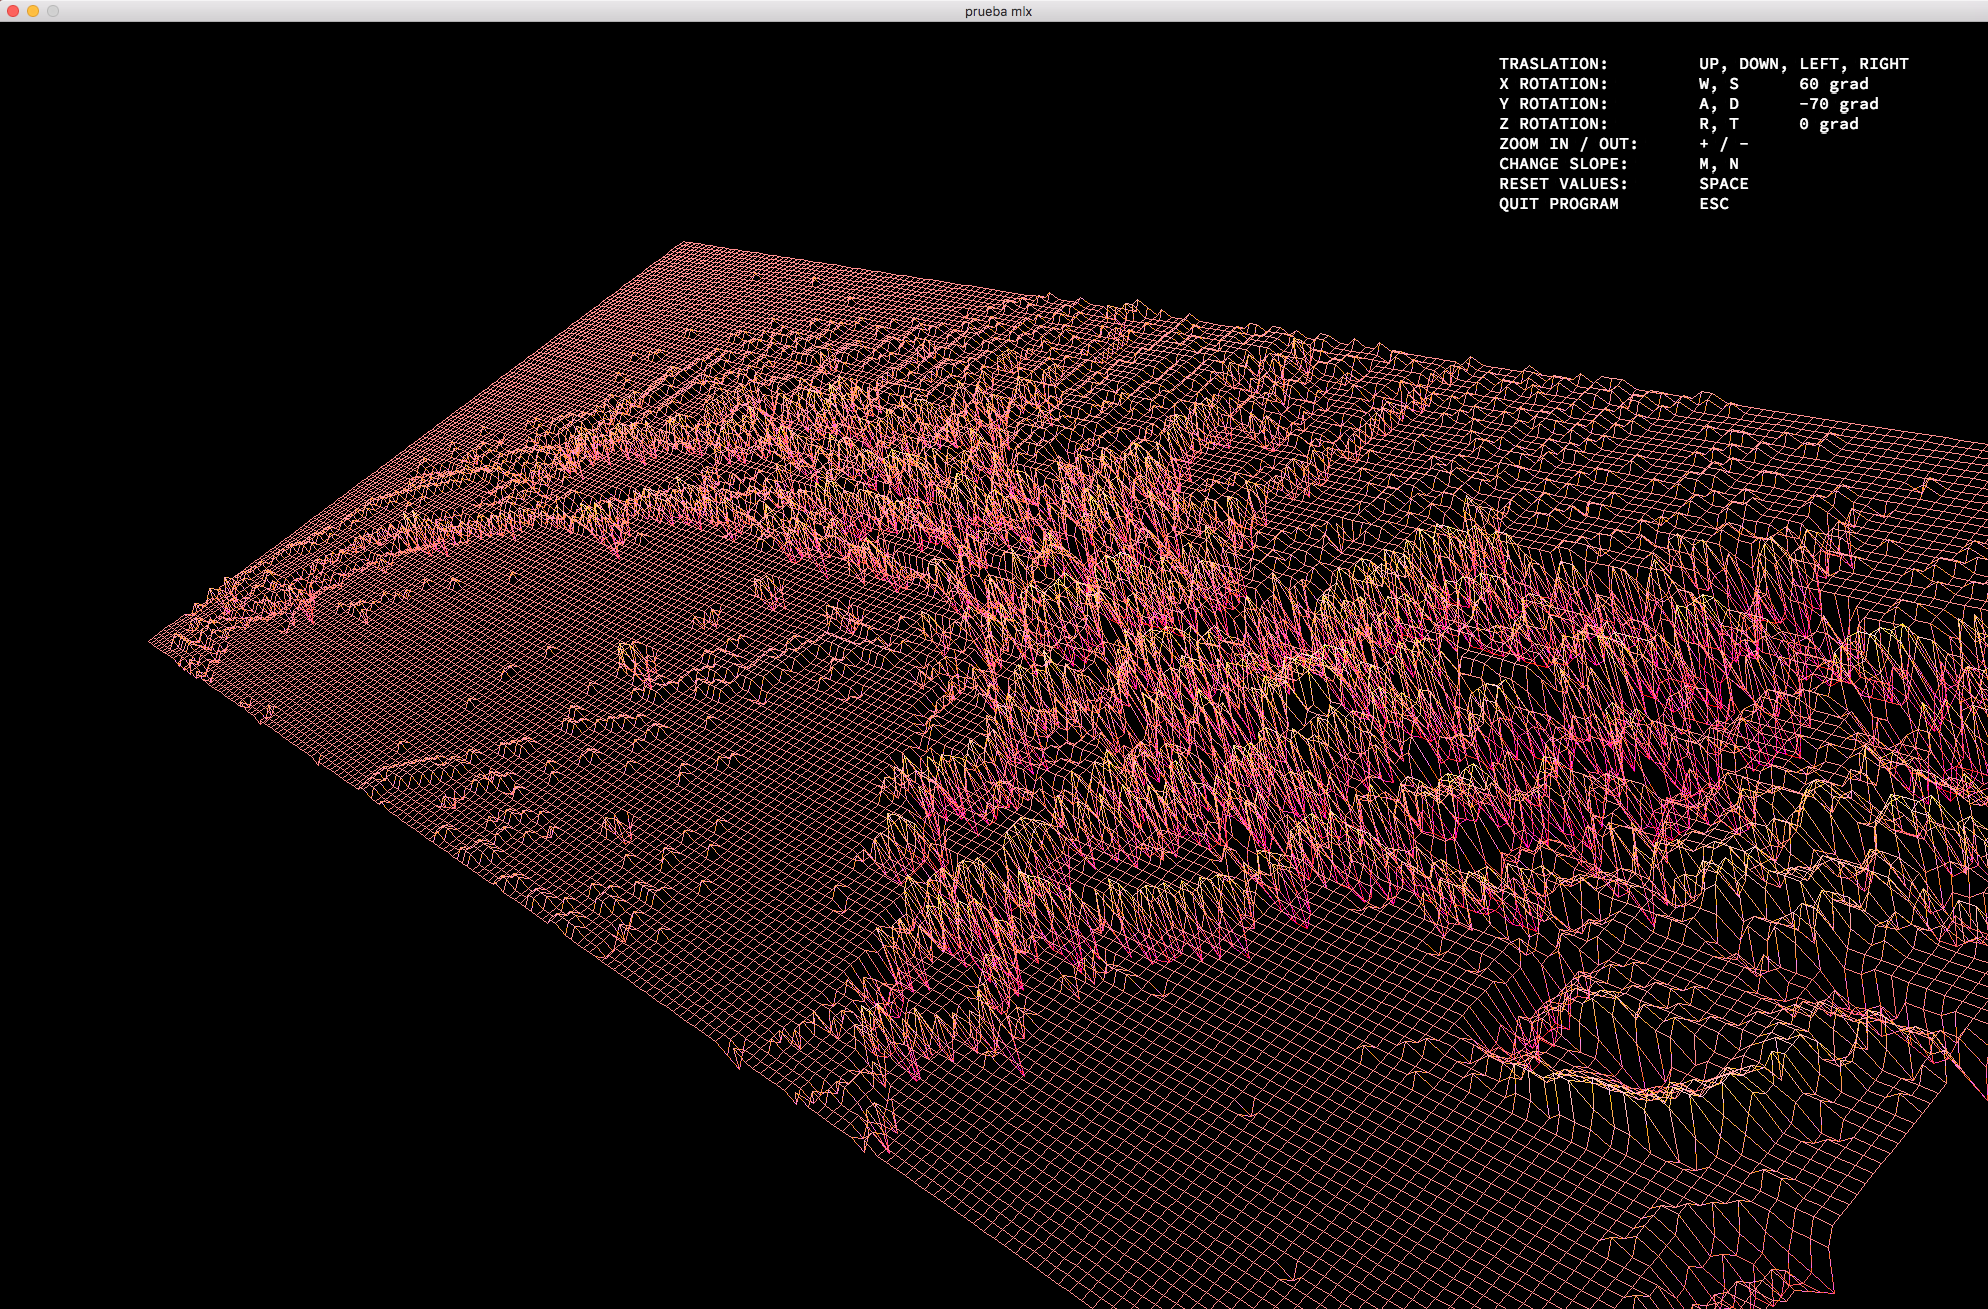 prueba mlx
TRASLATION: UP, DOWN, LEFT, RIGHT
X ROTATION: W, S 60 grad
Y ROTATION: A, D -70 grad
Z ROTATION: R, T 0 grad
ZOOM IN / OUT: + / -
CHANGE SLOPE: M, N
RESET VALUES: SPACE
QUIT PROGRAM ESC